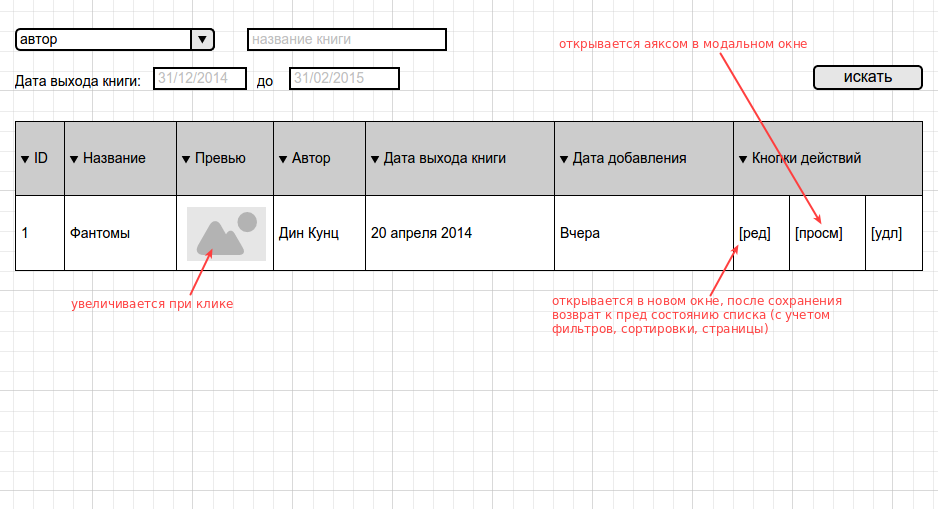 автор
название книги
открывается аяксом в модальном окне
Дата выхода книги: 31/12/2014 до 31/02/2015
искать
▼ ID ▼ Название ▼ Превью ▼ Автор ▼ Дата выхода книги ▼ Дата добавления ▼ Кнопки действий
1 Фантомы Дин Кунц 20 апреля 2014 Вчера [ред] [просм] [удл]
увеличивается при клике
открывается в новом окне, после сохранения
возврат к пред состоянию списка (с учетом
фильтров, сортировки, страницы)